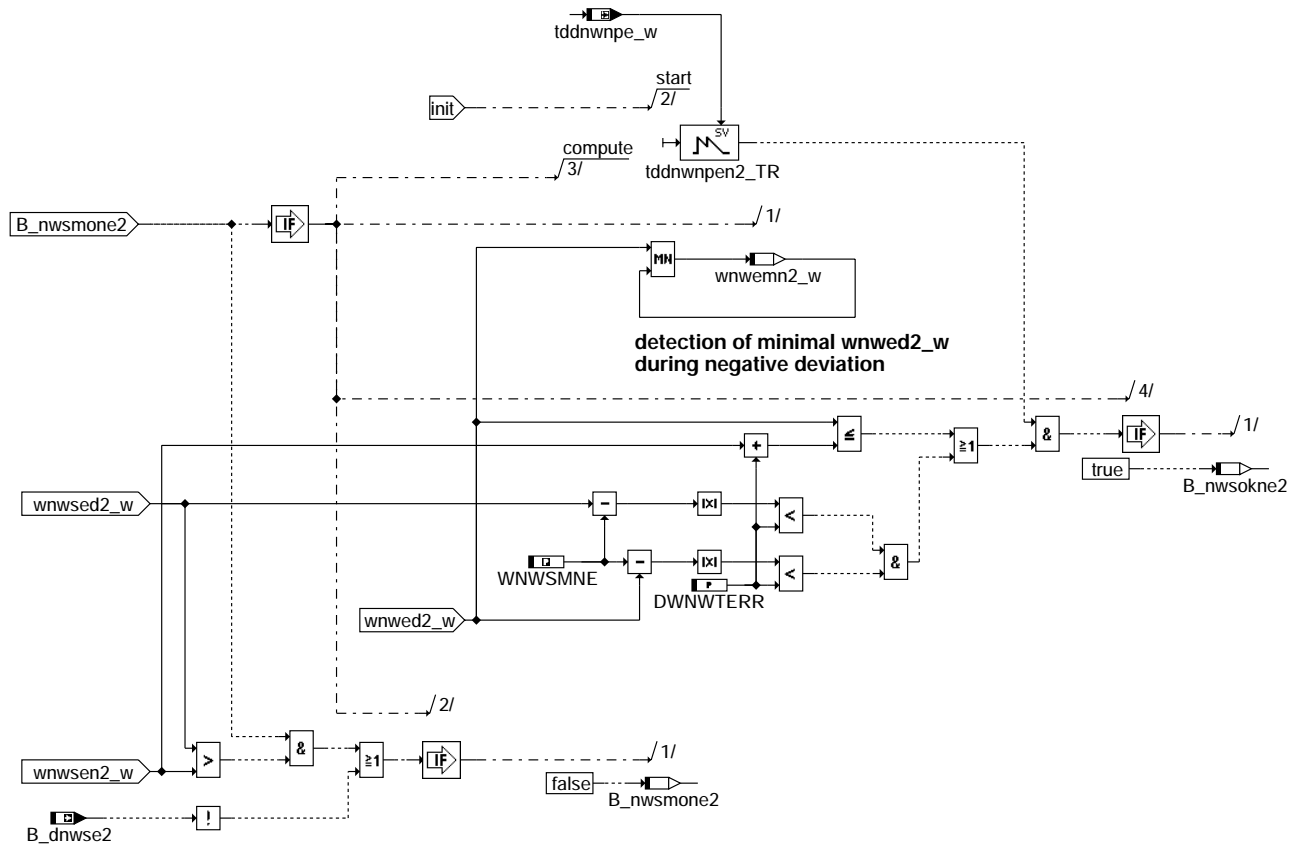 tddnwnpe_w
start
2/
init
SV
compute
3/
tddnwnpen2_TR
B_nwsmone2
IF
1/
MN
wnwemn2_w
detection of minimal wnwed2_w
during negative deviation
4/
≤
+
≥1
&
IF
1/
true
B_nwsokne2
wnwsed2_w
−
|x|
<
WNWSMNE
−
|x|
<
&
P
DWNWTERR
wnwed2_w
2/
&
≥1
IF
1/
wnwsen2_w
>
false
B_nwsmone2
B_dnwse2
!